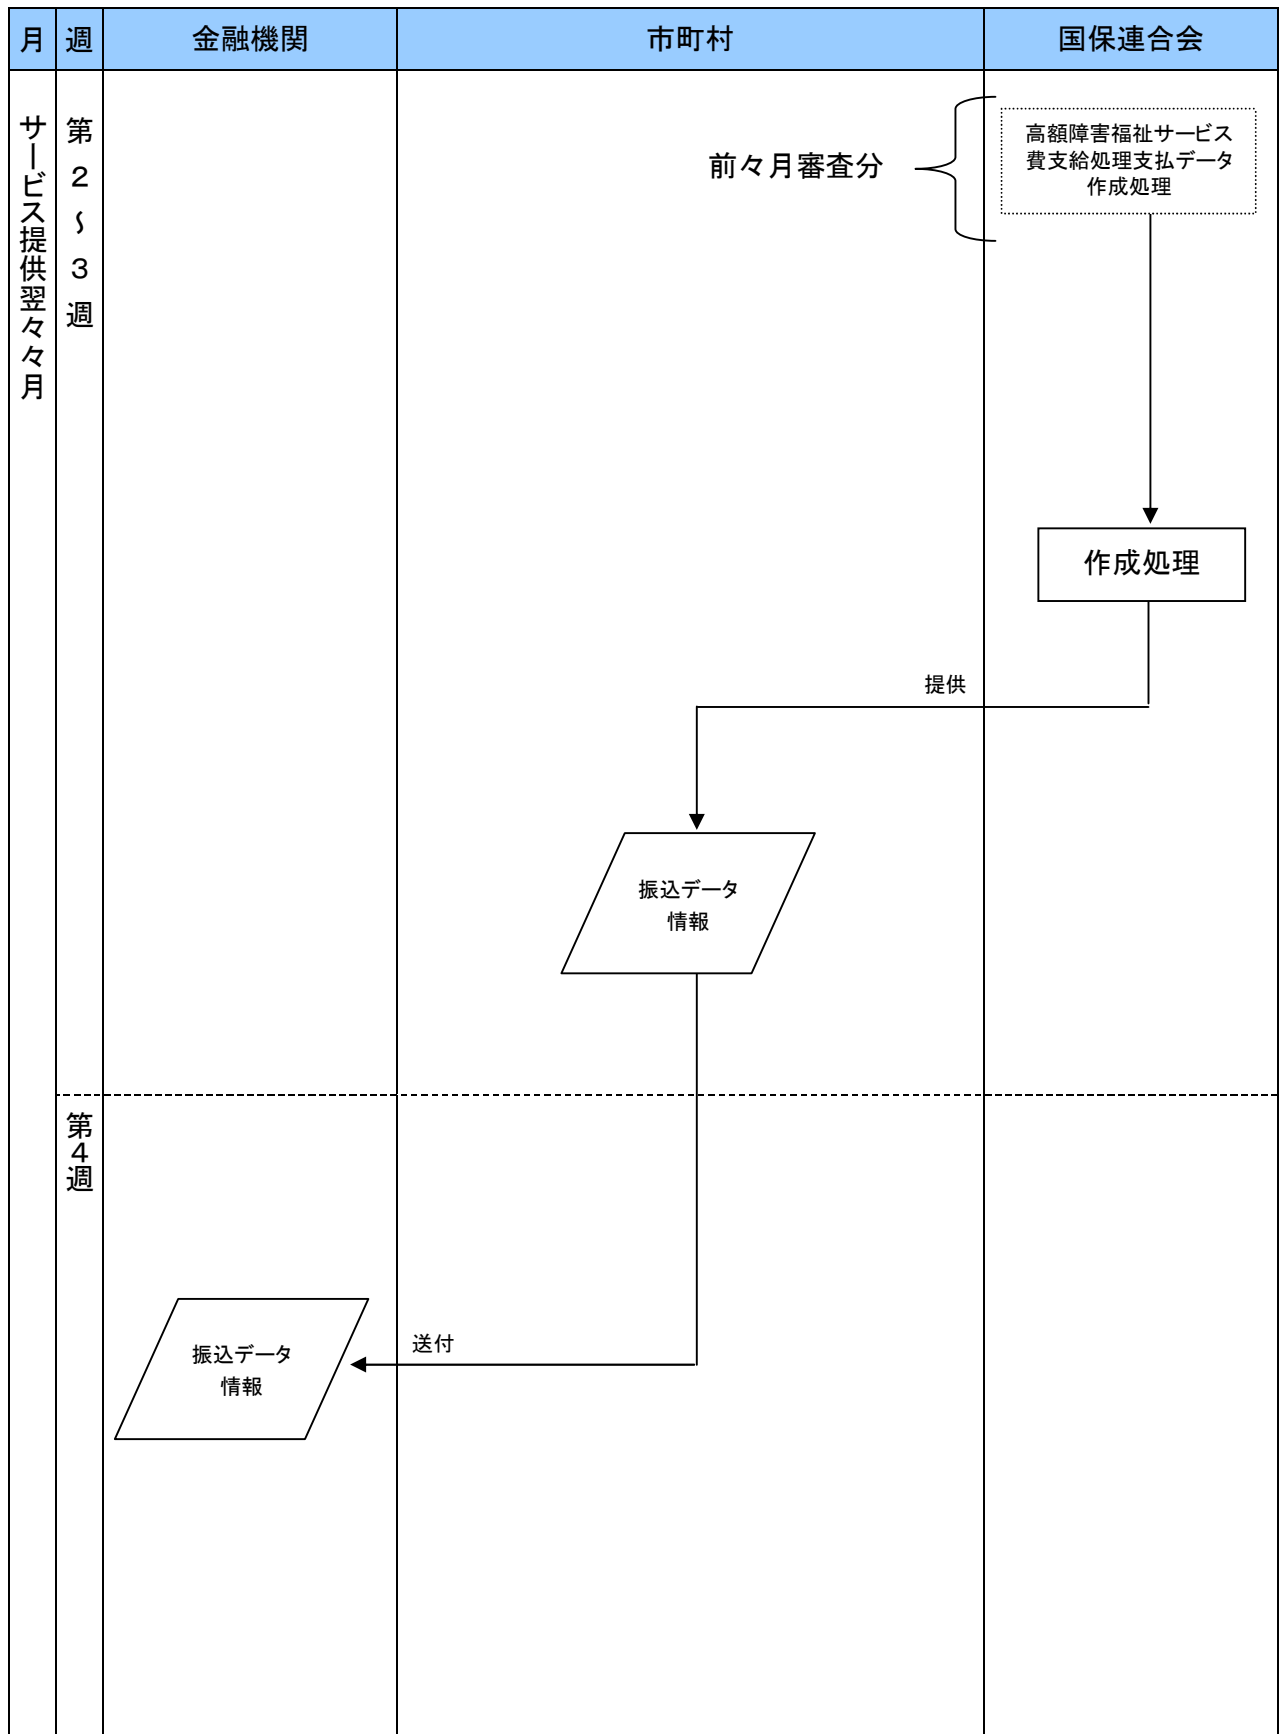 月 週 金融機関 市町村 国保連合会
サービス提供翌々々月
第2～3週
前々月審査分
高額障害福祉サービス
費支給処理支払データ
作成処理
作成処理
提供
振込データ
情報
第4週
送付
振込データ
情報